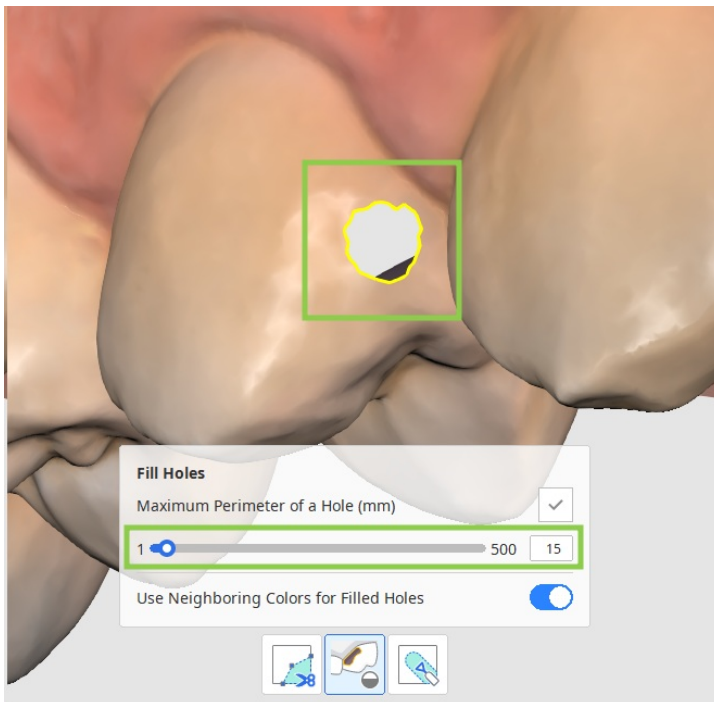 Fill Holes
Maximum Perimeter of a Hole (mm)
1 500 15
Use Neighboring Colors for Filled Holes